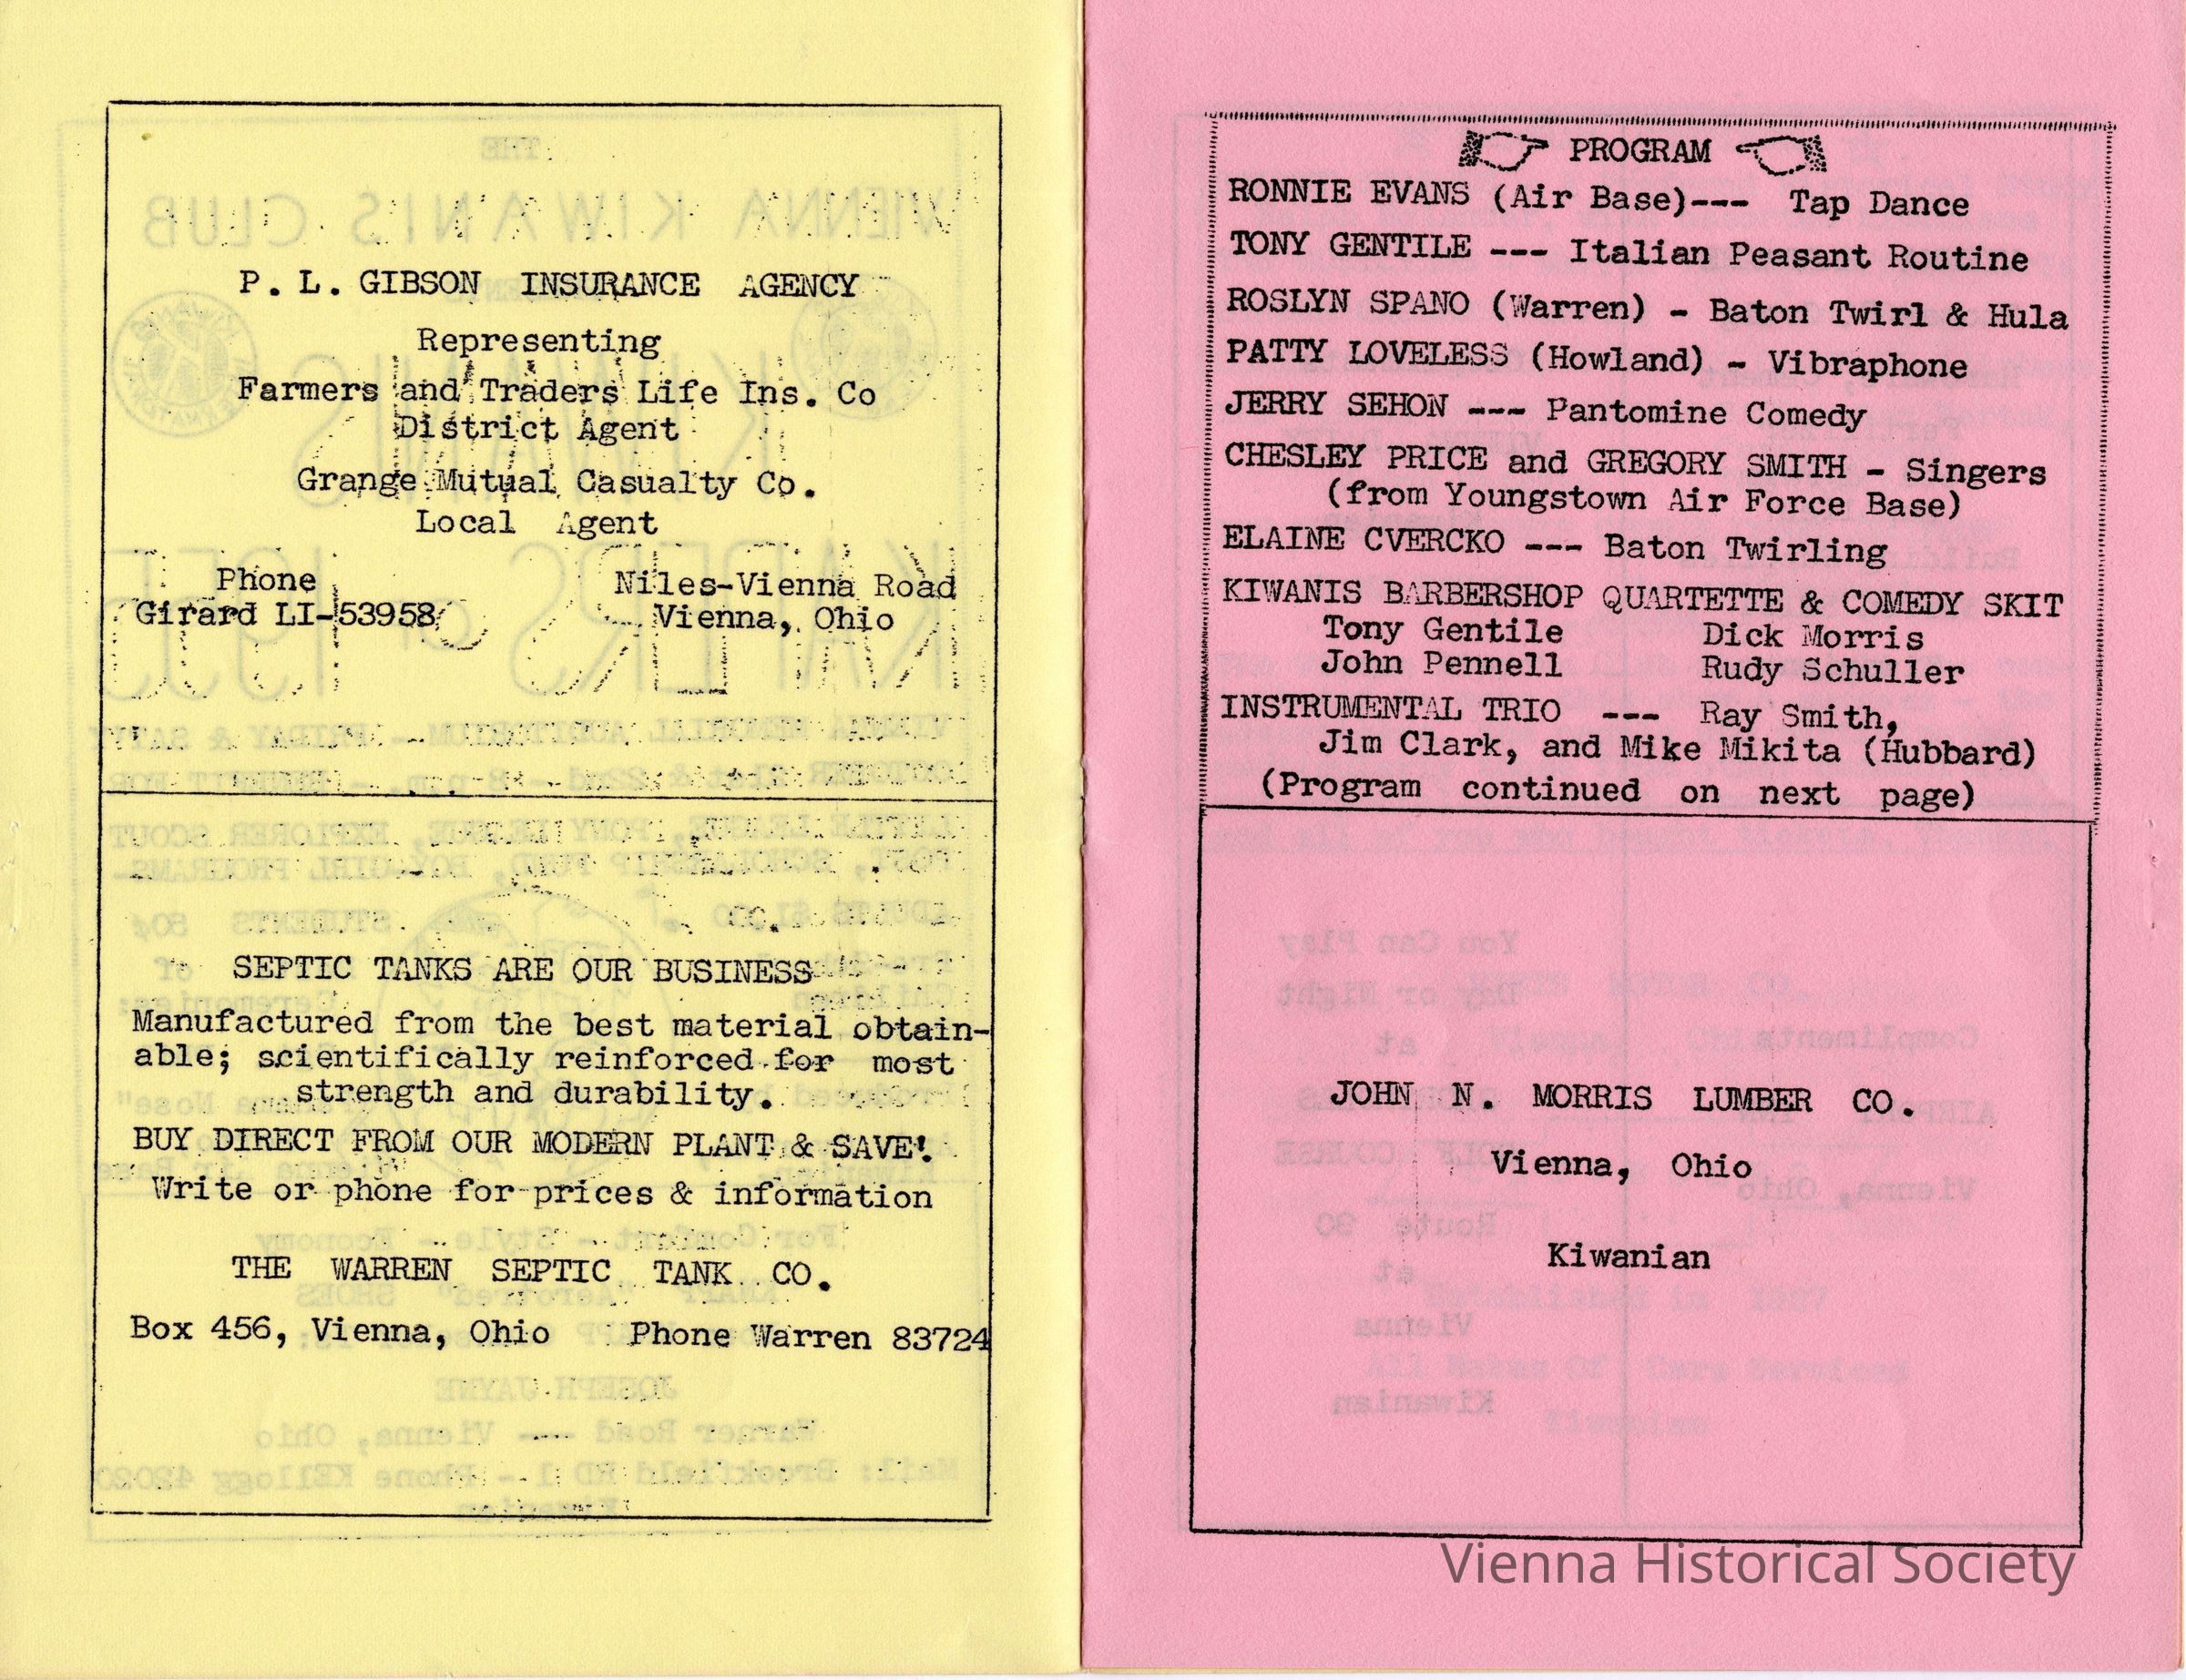 P. L. GIBSON INSURANCE AGENCY
Representing
Farmers and Traders Life Ins. Co
District Agent
Grange Mutual Casualty Co.
Local Agent
Phone Niles-Vienna Road
Girard LI-53958 Vienna, Ohio
SEPTIC TANKS ARE OUR BUSINESS
Manufactured from the best material obtain-
able; scientifically reinforced for most
strength and durability.
BUY DIRECT FROM OUR MODERN PLANT & SAVE!
Write or phone for prices & information
THE WARREN SEPTIC TANK CO.
Box 456, Vienna, Ohio Phone Warren 83724
PROGRAM
RONNIE EVANS (Air Base)--- Tap Dance
TONY GENTILE --- Italian Peasant Routine
ROSLYN SPANO (Warren) - Baton Twirl & Hula
PATTY LOVELESS (Howland) - Vibraphone
JERRY SEHON --- Pantomine Comedy
CHESLEY PRICE and GREGORY SMITH - Singers
(from Youngstown Air Force Base)
ELAINE CVERCKO --- Baton Twirling
KIWANIS BARBERSHOP QUARTETTE & COMEDY SKIT
Tony Gentile Dick Morris
John Pennell Rudy Schuller
INSTRUMENTAL TRIO --- Ray Smith,
Jim Clark, and Mike Mikita (Hubbard)
(Program continued on next page)
JOHN N. MORRIS LUMBER CO.
Vienna, Ohio
Kiwanian
Vienna Historical Society